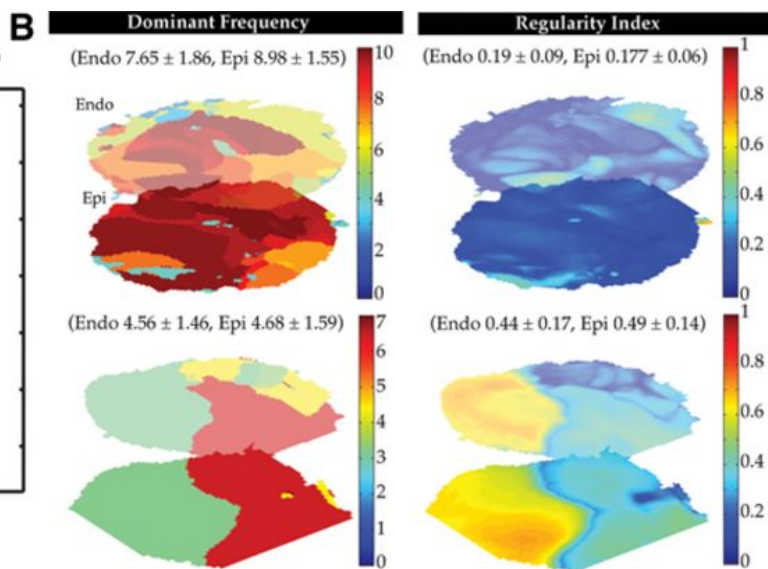 B
Dominant Frequency
Regularity Index
(Endo 7.65 ± 1.86, Epi 8.98 ± 1.55)
(Endo 0.19 ± 0.09, Epi 0.177 ± 0.06)
Endo
Epi
10
8
6
4
2
0
1
0.8
0.6
0.4
0.2
0
(Endo 4.56 ± 1.46, Epi 4.68 ± 1.59)
(Endo 0.44 ± 0.17, Epi 0.49 ± 0.14)
7
6
5
4
3
2
1
0
1
0.8
0.6
0.4
0.2
0